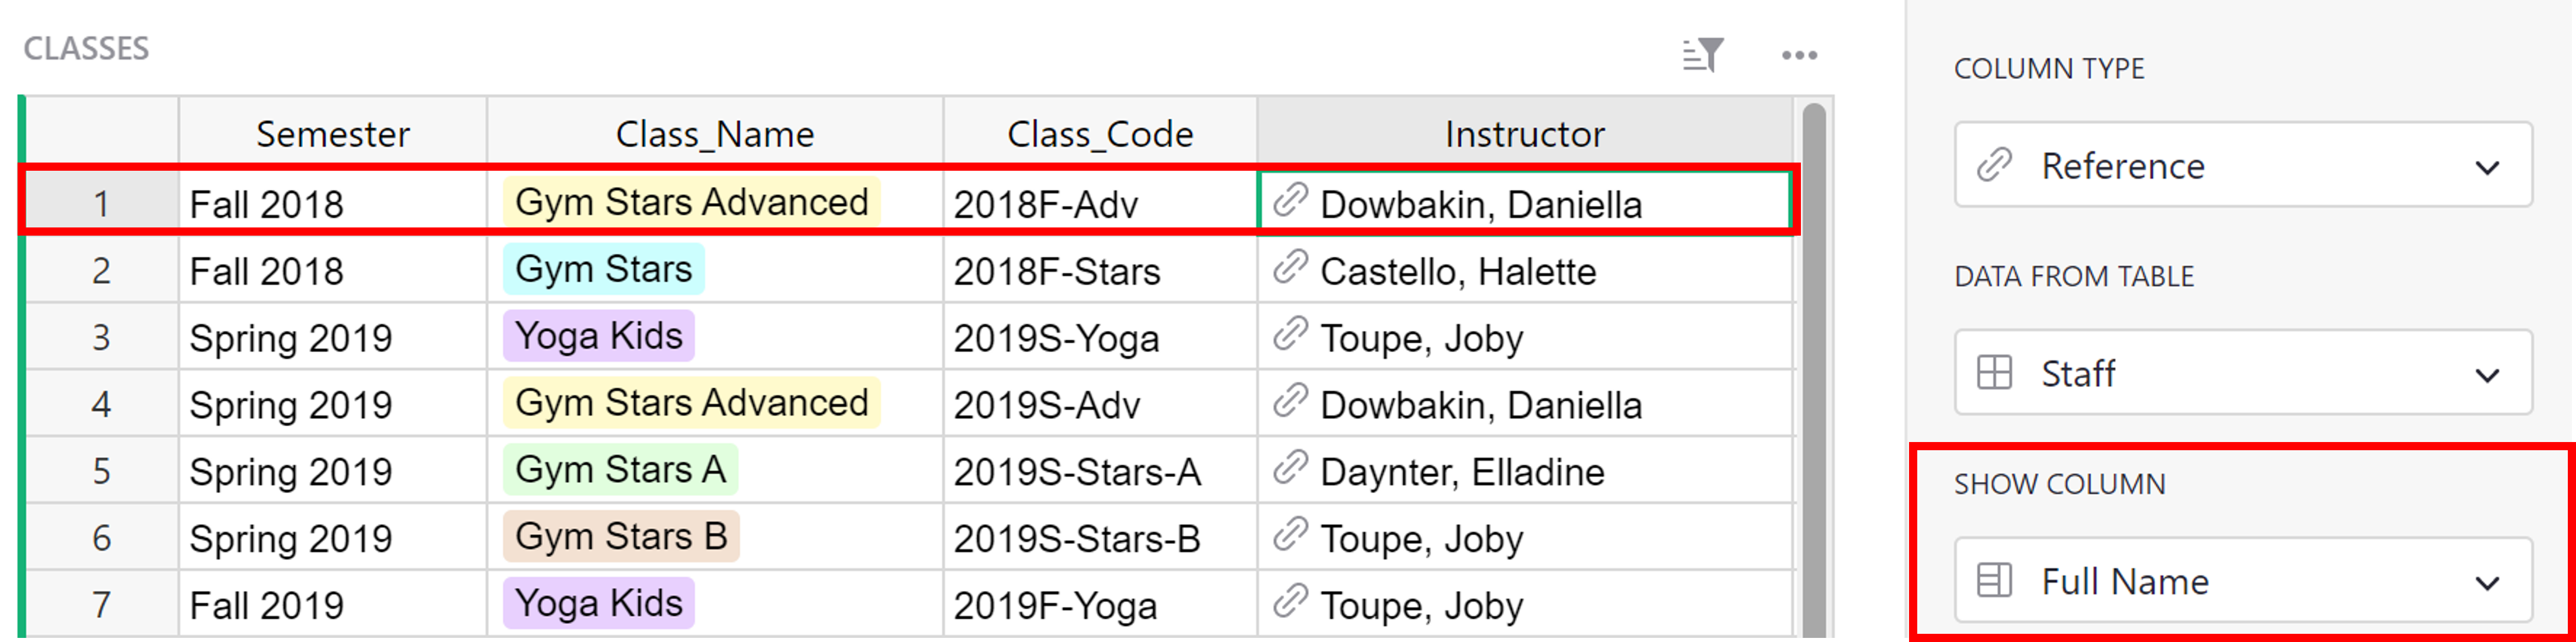 CLASSES
Semester Class_Name Class_Code Instructor
1 Fall 2018 Gym Stars Advanced 2018F-Adv Dowbakin, Daniella
2 Fall 2018 Gym Stars 2018F-Stars Castello, Halette
3 Spring 2019 Yoga Kids 2019S-Yoga Toupe, Joby
4 Spring 2019 Gym Stars Advanced 2019S-Adv Dowbakin, Daniella
5 Spring 2019 Gym Stars A 2019S-Stars-A Daynter, Elladine
6 Spring 2019 Gym Stars B 2019S-Stars-B Toupe, Joby
7 Fall 2019 Yoga Kids 2019F-Yoga Toupe, Joby
COLUMN TYPE
Reference
DATA FROM TABLE
Staff
SHOW COLUMN
Full Name